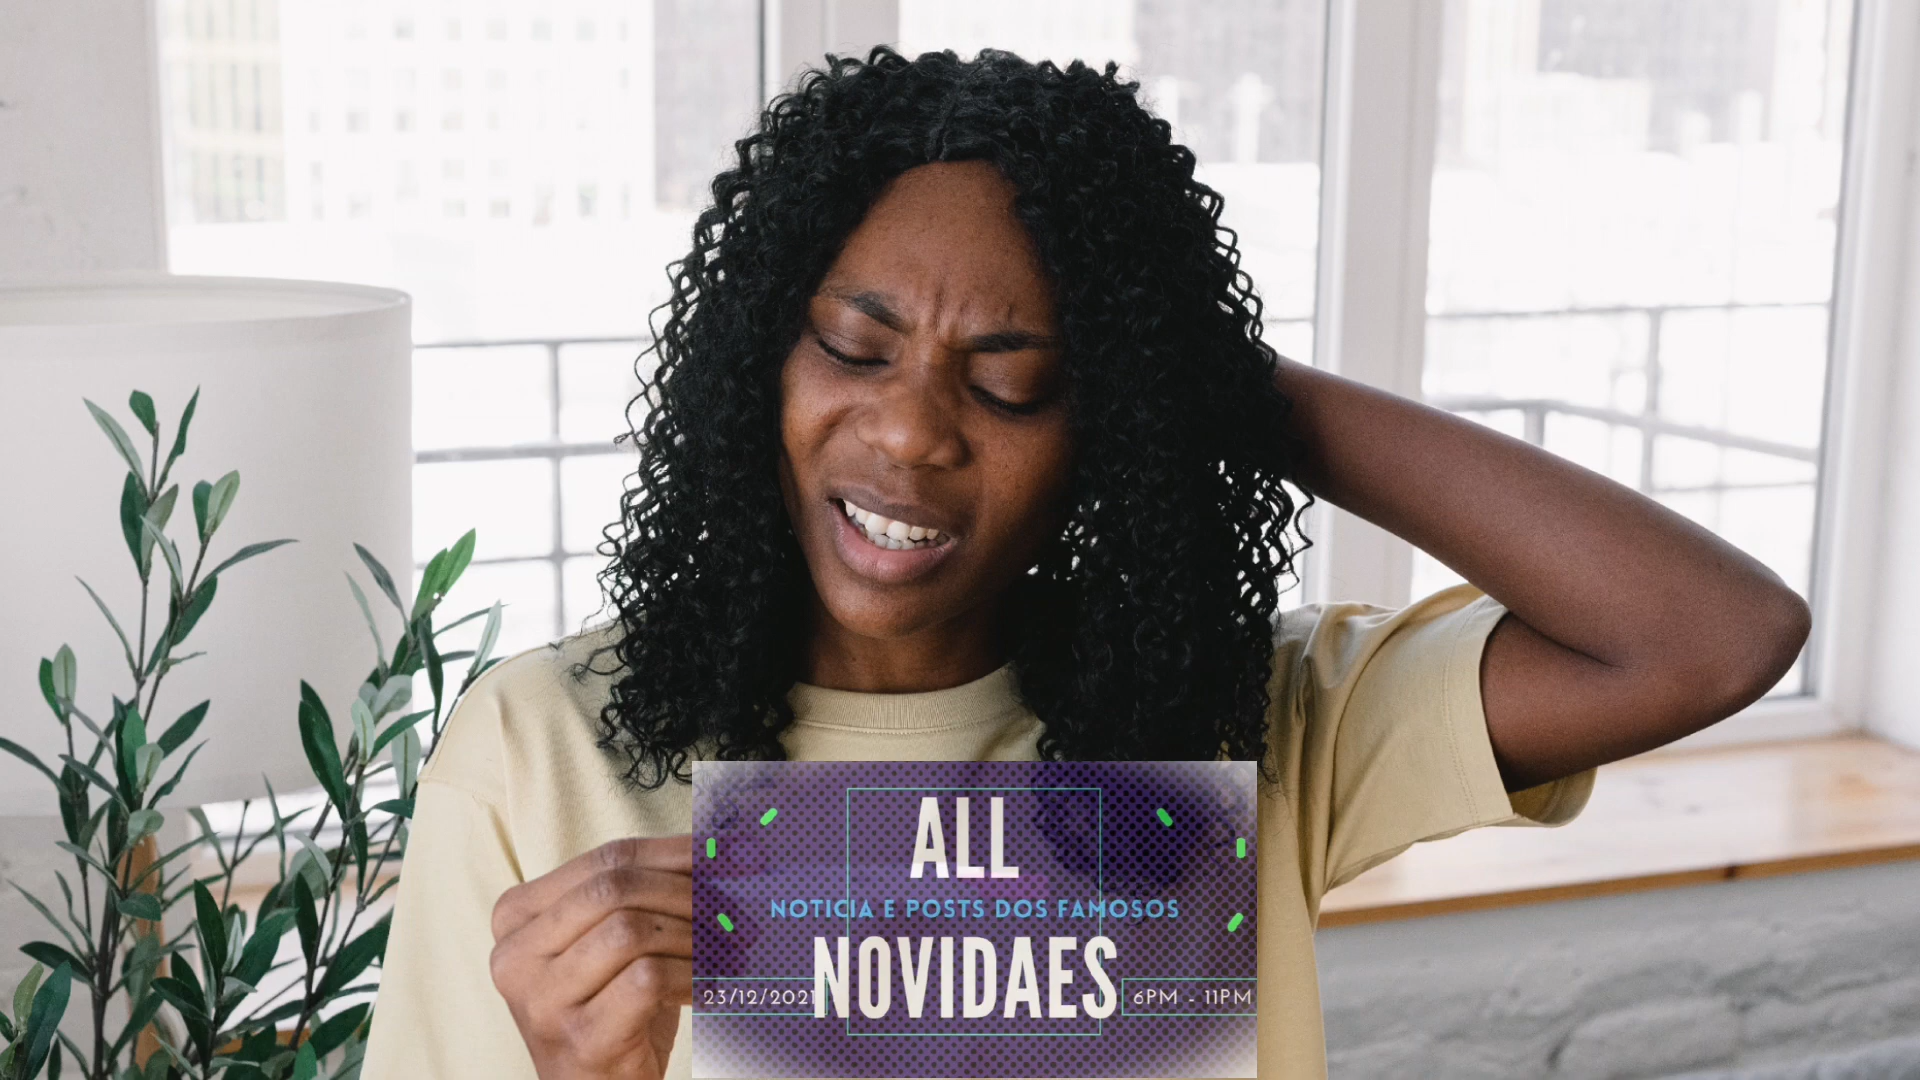 ALL
NOTICIA E POSTS DOS FAMOSOS
NOVIDAES
23/12/2021
6PM - 11PM